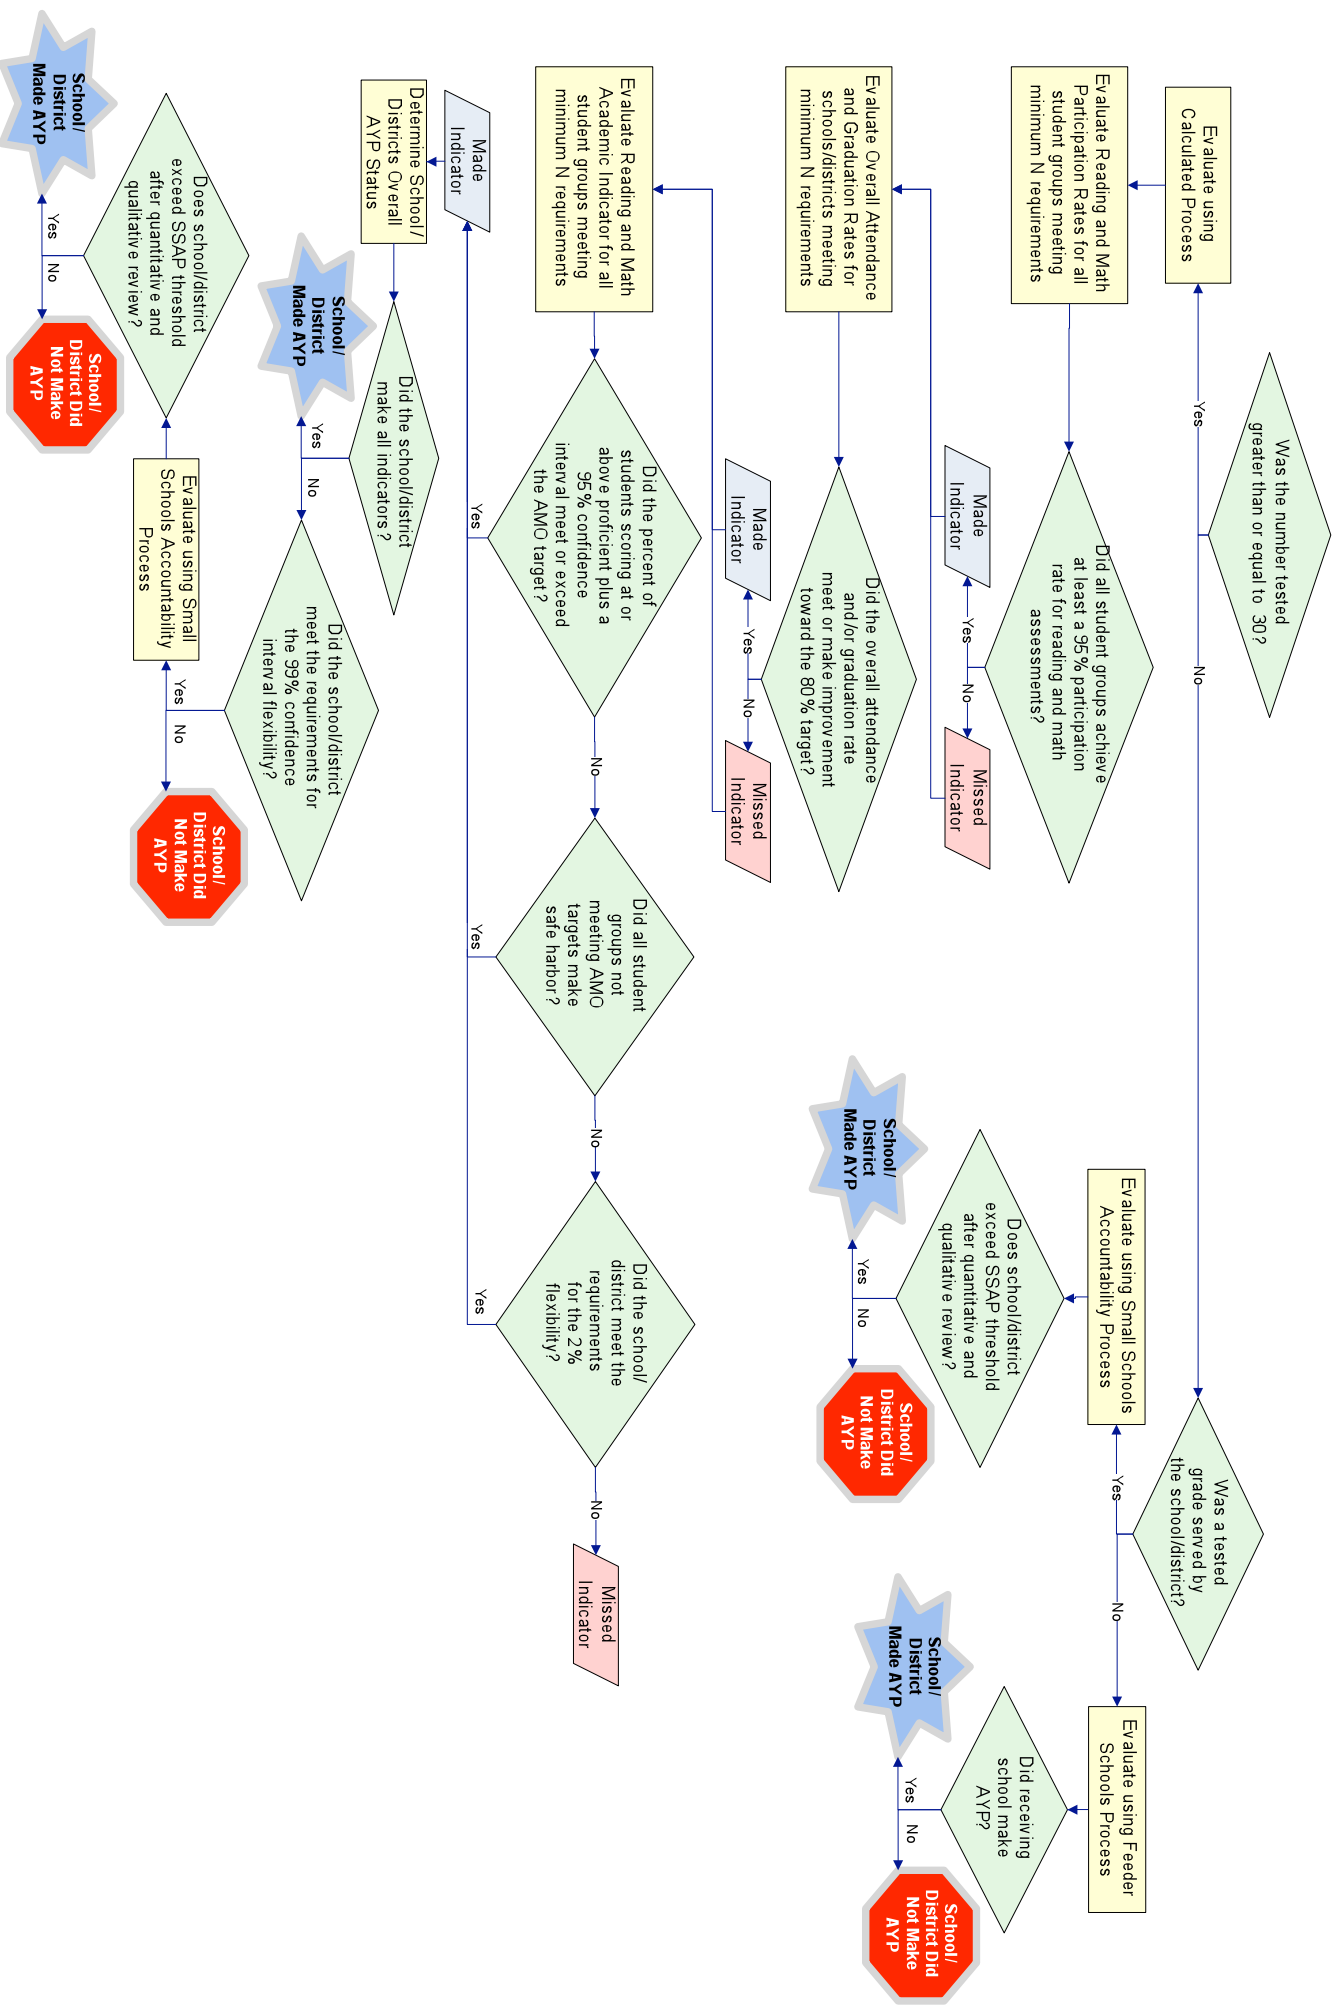 Was the number tested
greater than or equal to 30?
Yes
No
Evaluate using
Calculated Process
Was a tested
grade served by
the school/district?
Yes
No
Evaluate Reading and Math
Participation Rates for all
student groups meeting
minimum N requirements
Did all student groups achieve
at least a 95% participation
rate for reading and math
assessments?
Yes
No
Made
Indicator
Missed
Indicator
Evaluate using Small Schools
Accountability Process
Does school/district
exceed SSAP threshold
after quantitative and
qualitative review?
Yes
No
School/
District
Made AYP
School/
District Did
Not Make
AYP
Evaluate using Feeder
Schools Process
Did receiving
school make
AYP?
Yes
No
School/
District
Made AYP
School/
District Did
Not Make
AYP
Evaluate Overall Attendance
and Graduation Rates for
schools/districts meeting
minimum N requirements
Did the overall attendance
and/or graduation rate
meet or make improvement
toward the 80% target?
Yes
No
Made
Indicator
Missed
Indicator
Evaluate Reading and Math
Academic Indicator for all
student groups meeting
minimum N requirements
Did the percent of
students scoring at or
above proficient plus a
95% confidence
interval meet or exceed
the AMO target?
No
Did all student
groups not
meeting AMO
targets make
safe harbor?
No
Did the school/
district meet the
requirements
for the 2%
flexibility?
No
Missed
Indicator
Yes
Yes
Yes
Made
Indicator
Determine School/
Districts Overall
AYP Status
Did the school/district
make all indicators?
Yes
No
School/
District
Made AYP
Did the school/district
meet the requirements for
the 99% confidence
interval flexibility?
Yes
No
School/
District Did
Not Make
AYP
Evaluate using Small
Schools Accountability
Process
Does school/district
exceed SSAP threshold
after quantitative and
qualitative review?
Yes
No
School/
District
Made AYP
School/
District Did
Not Make
AYP